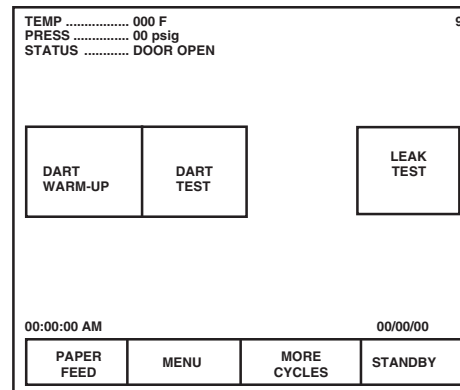 TEMP ................. 000 F
PRESS ............... 00 psig
STATUS ............ DOOR OPEN
9
DART WARM-UP
DART TEST
LEAK TEST
00:00:00 AM
00/00/00
PAPER FEED
MENU
MORE CYCLES
STANDBY